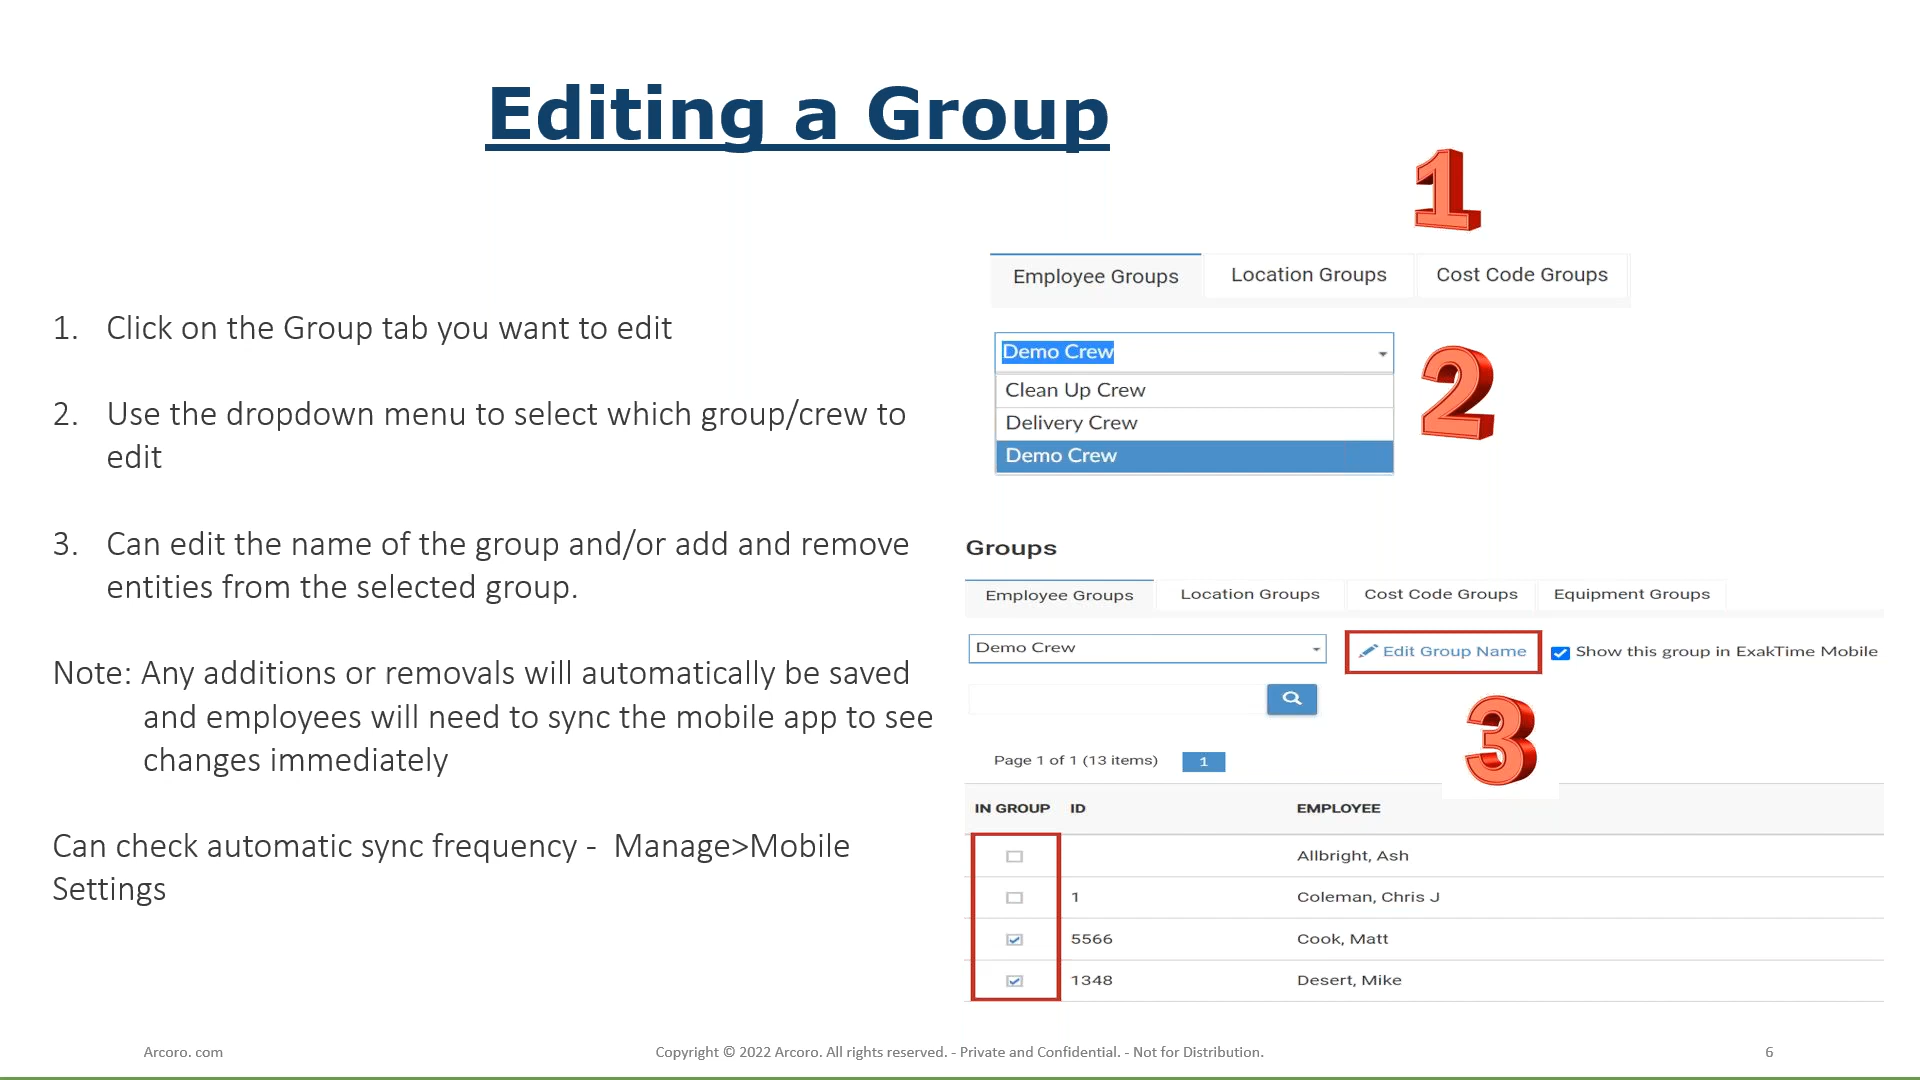 Editing a Group
1. Click on the Group tab you want to edit
2. Use the dropdown menu to select which group/crew to
edit
3. Can edit the name of the group and/or add and remove
entities from the selected group.
Note: Any additions or removals will automatically be saved
and employees will need to sync the mobile app to see
changes immediately
Can check automatic sync frequency - Manage>Mobile
Settings
1
Employee Groups Location Groups Cost Code Groups
Demo Crew
Clean Up Crew
Delivery Crew
Demo Crew
2
Groups
Employee Groups Location Groups Cost Code Groups Equipment Groups
Demo Crew Edit Group Name Show this group in ExakTime Mobile
3
Page 1 of 1 (13 items) 1
IN GROUP ID EMPLOYEE
Allbright, Ash
1 Coleman, Chris J
5566 Cook, Matt
1348 Desert, Mike
Arcoro. com Copyright © 2022 Arcoro. All rights reserved. - Private and Confidential. - Not for Distribution. 6